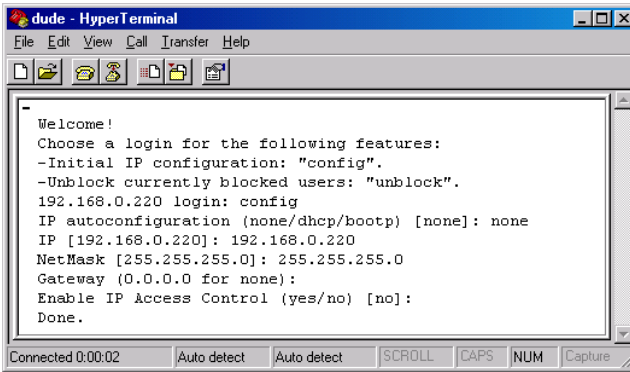 dude - HyperTerminal
File Edit View Call Transfer Help
Welcome!
Choose a login for the following features:
-Initial IP configuration: "config".
-Unblock currently blocked users: "unblock".
192.168.0.220 login: config
IP autoconfiguration (none/dhcp/bootp) [none]: none
IP [192.168.0.220]: 192.168.0.220
NetMask [255.255.255.0]: 255.255.255.0
Gateway (0.0.0.0 for none):
Enable IP Access Control (yes/no) [no]:
Done.
Connected 0:00:02 Auto detect Auto detect SCROLL CAPS NUM Capture